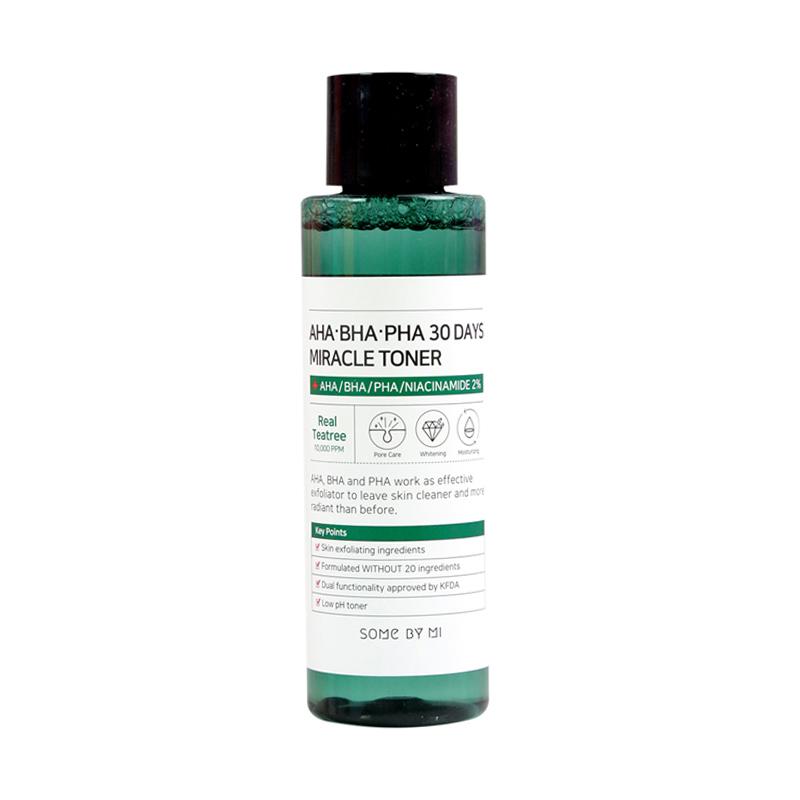 AHA·BHA·PHA 30 DAYS
MIRACLE TONER
+ AHA/BHA/PHA/NIACINAMIDE 2%
Real
Teatree
10,000 PPM
Pore Care
Whitening
Moisturizing
AHA, BHA and PHA work as effective
exfoliator to leave skin cleaner and more
radiant than before.
Key Points
Skin exfoliating ingredients
Formulated WITHOUT 20 ingredients
Dual functionality approved by KFDA
Low pH toner
SOME BY MI